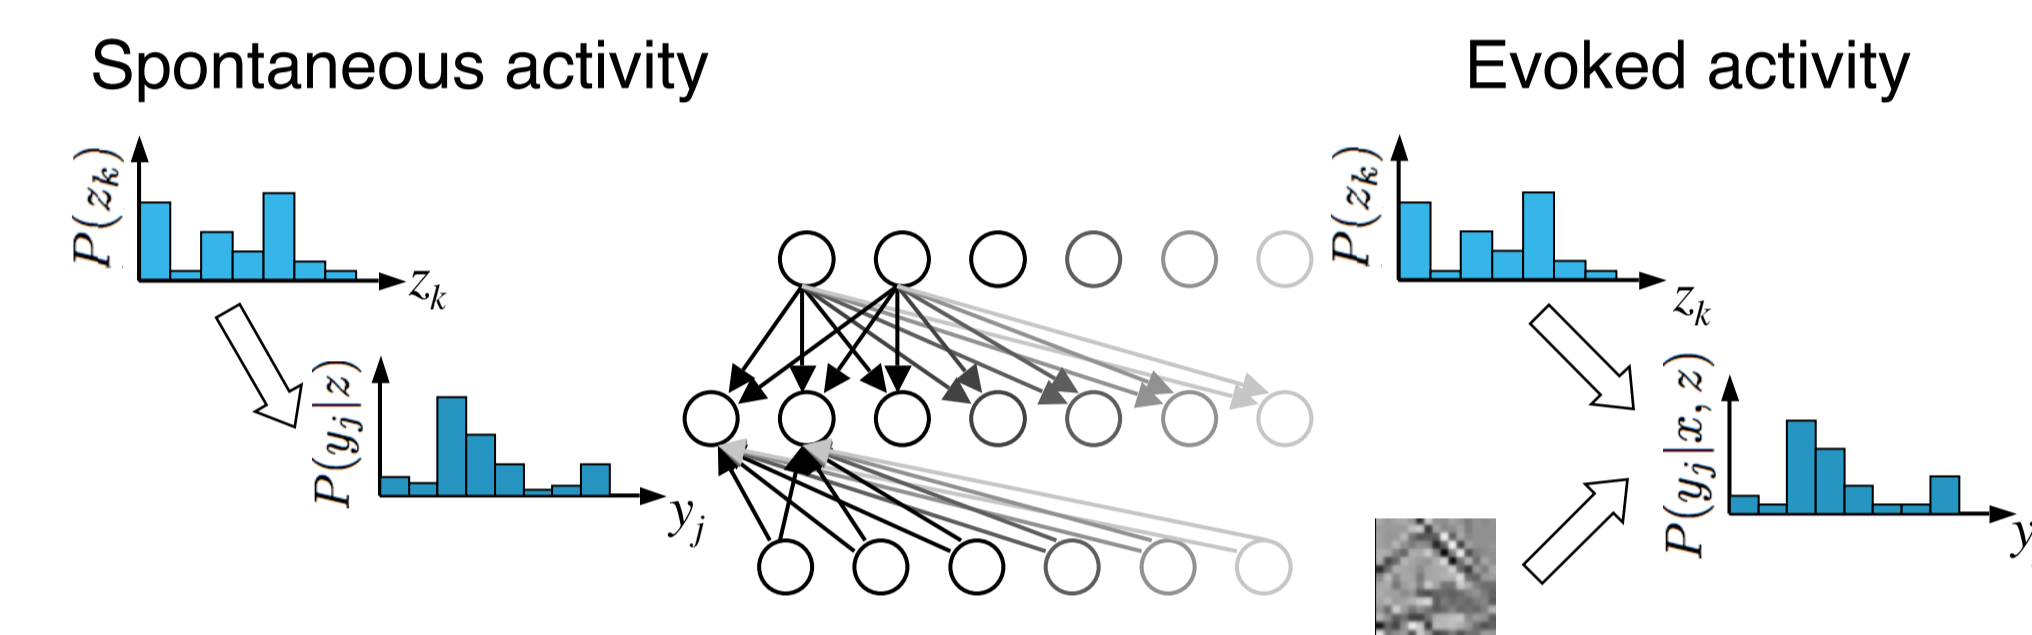 Spontaneous activity
Evoked activity
P(z_k)
z_k
P(y_j|z)
y_j
P(z_k)
z_k
P(y_j|x, z)
y